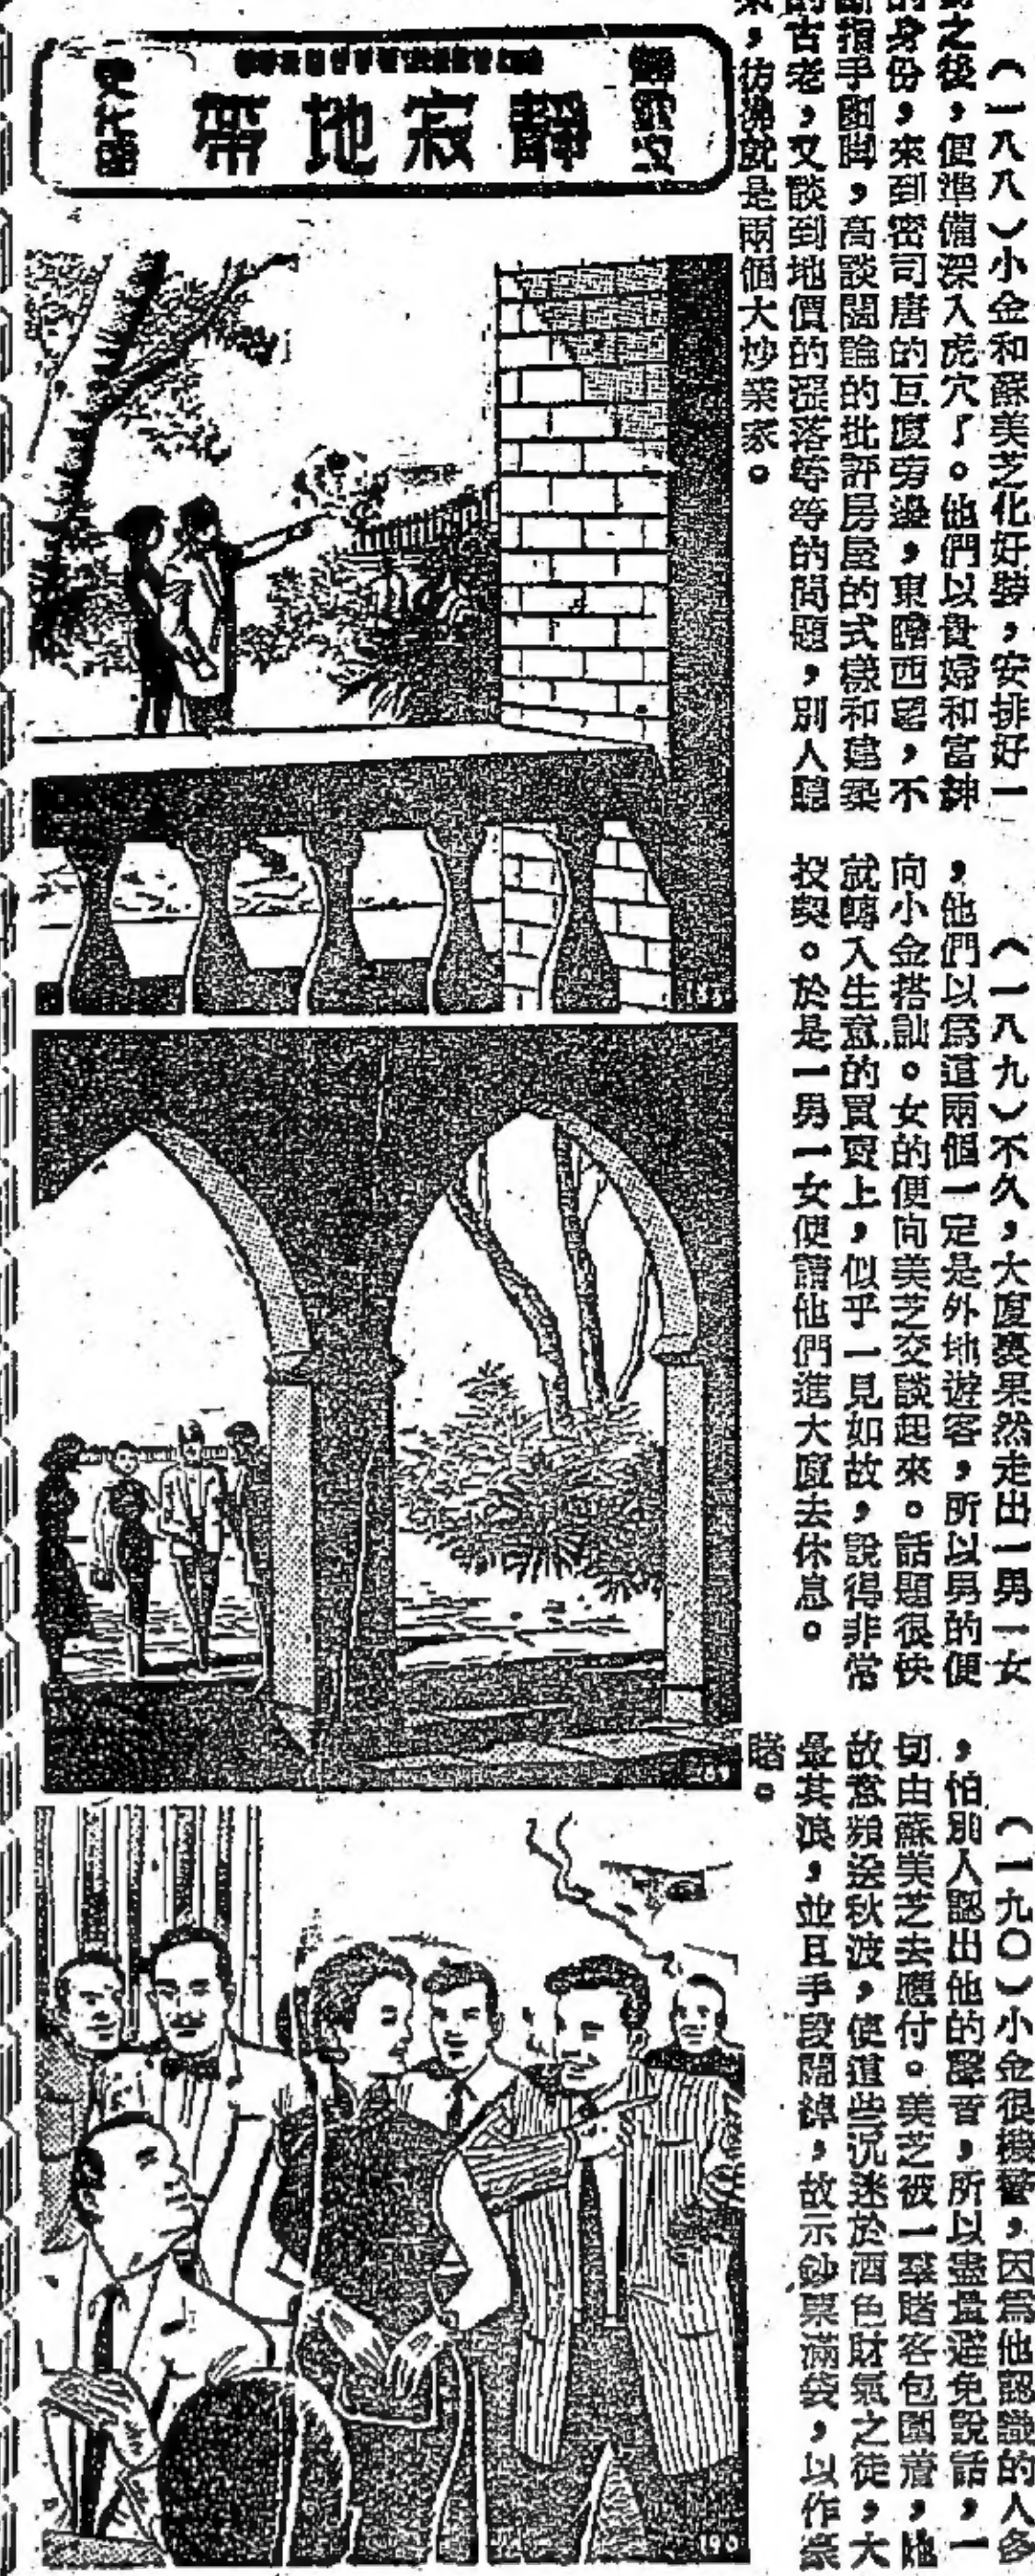 靜寂地帶
史代圖
(一八八)小金和蘇美芝化好裝,安排好一
切之後,便準備深入虎穴了。他們以貴婦和富紳
的身份,來到密司唐的巨廈旁邊,東瞻西望,不
斷指手劃脚,高談闊論的批評房屋的式樣和建築
的古老,又談到地價的漲落等等的問題,別人聽
來,彷彿就是兩個大炒業家。
(一八九)不久,大廈裏果然走出一男一女
,他們以爲這兩個一定是外地遊客,所以男的便
向小金搭訕。女的便向美芝交談起來。話題很快
就轉入生意的買賣上,似乎一見如故,說得非常
投契。於是一男一女便請他們進大廈去休息。
(一九〇)小金很機警,因爲他認識的人多
,怕別人認出他的聲音,所以盡量避免說話,一
切由蘇美芝去應付。美芝被一羣賭客包圍着,她
故意頻送秋波,使這些沉迷於酒色財氣之徒,大
暈其浪,並且手段闊綽,故示鈔票滿袋,以作豪
賭。
189
190